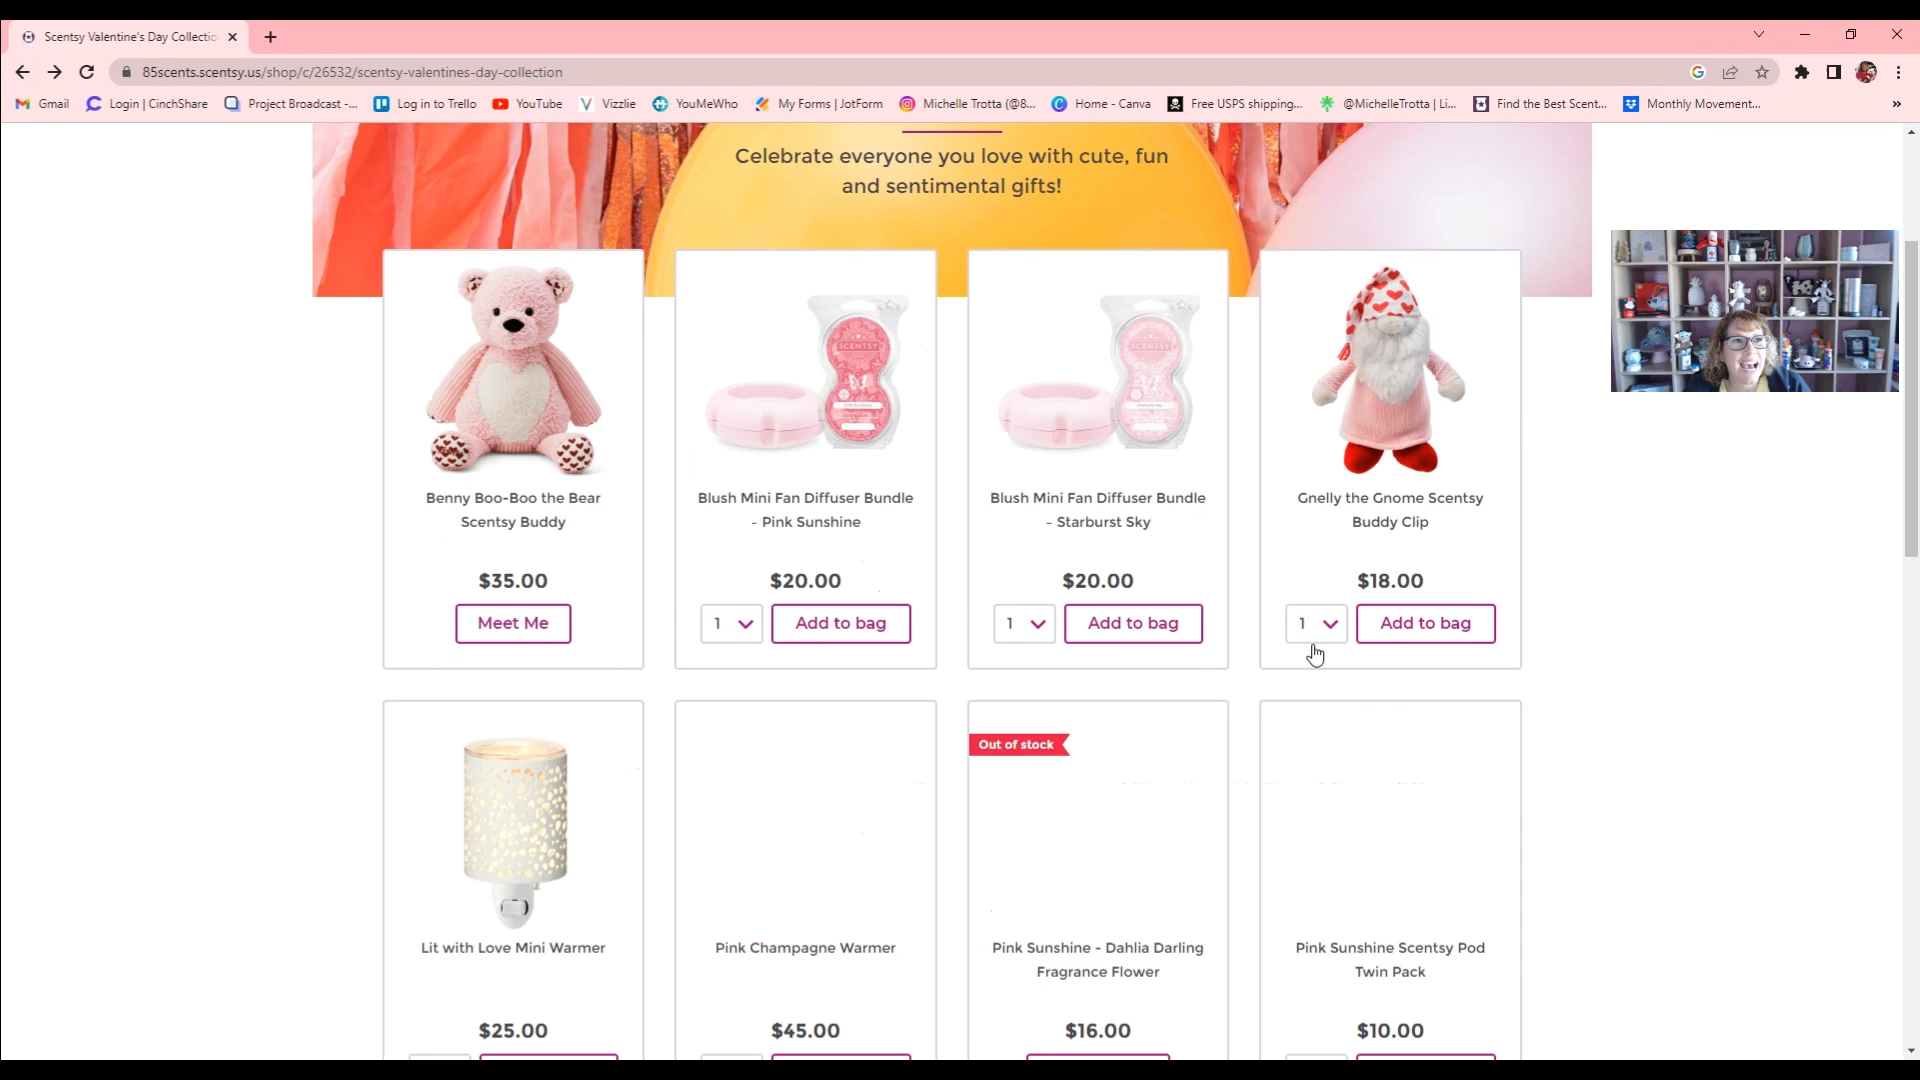 Scentsy Valentine's Day Collectio
85scents.scentsy.us/shop/c/26532/scentsy-valentines-day-collection
Gmail
Login | CinchShare
Project Broadcast -...
Log in to Trello
YouTube
Vizzlie
YouMeWho
My Forms | JotForm
Michelle Trotta (@8...
Home - Canva
Free USPS shipping...
@MichelleTrotta | Li...
Find the Best Scent...
Monthly Movement...
»
Celebrate everyone you love with cute, fun
and sentimental gifts!
SCENTSY
SCENTSY
Benny Boo-Boo the Bear
Scentsy Buddy
$35.00
Meet Me
Blush Mini Fan Diffuser Bundle
- Pink Sunshine
$20.00
1
Add to bag
Blush Mini Fan Diffuser Bundle
- Starburst Sky
$20.00
1
Add to bag
Gnelly the Gnome Scentsy
Buddy Clip
$18.00
1
Add to bag
Lit with Love Mini Warmer
$25.00
Pink Champagne Warmer
$45.00
Out of stock
Pink Sunshine - Dahlia Darling
Fragrance Flower
$16.00
Pink Sunshine Scentsy Pod
Twin Pack
$10.00